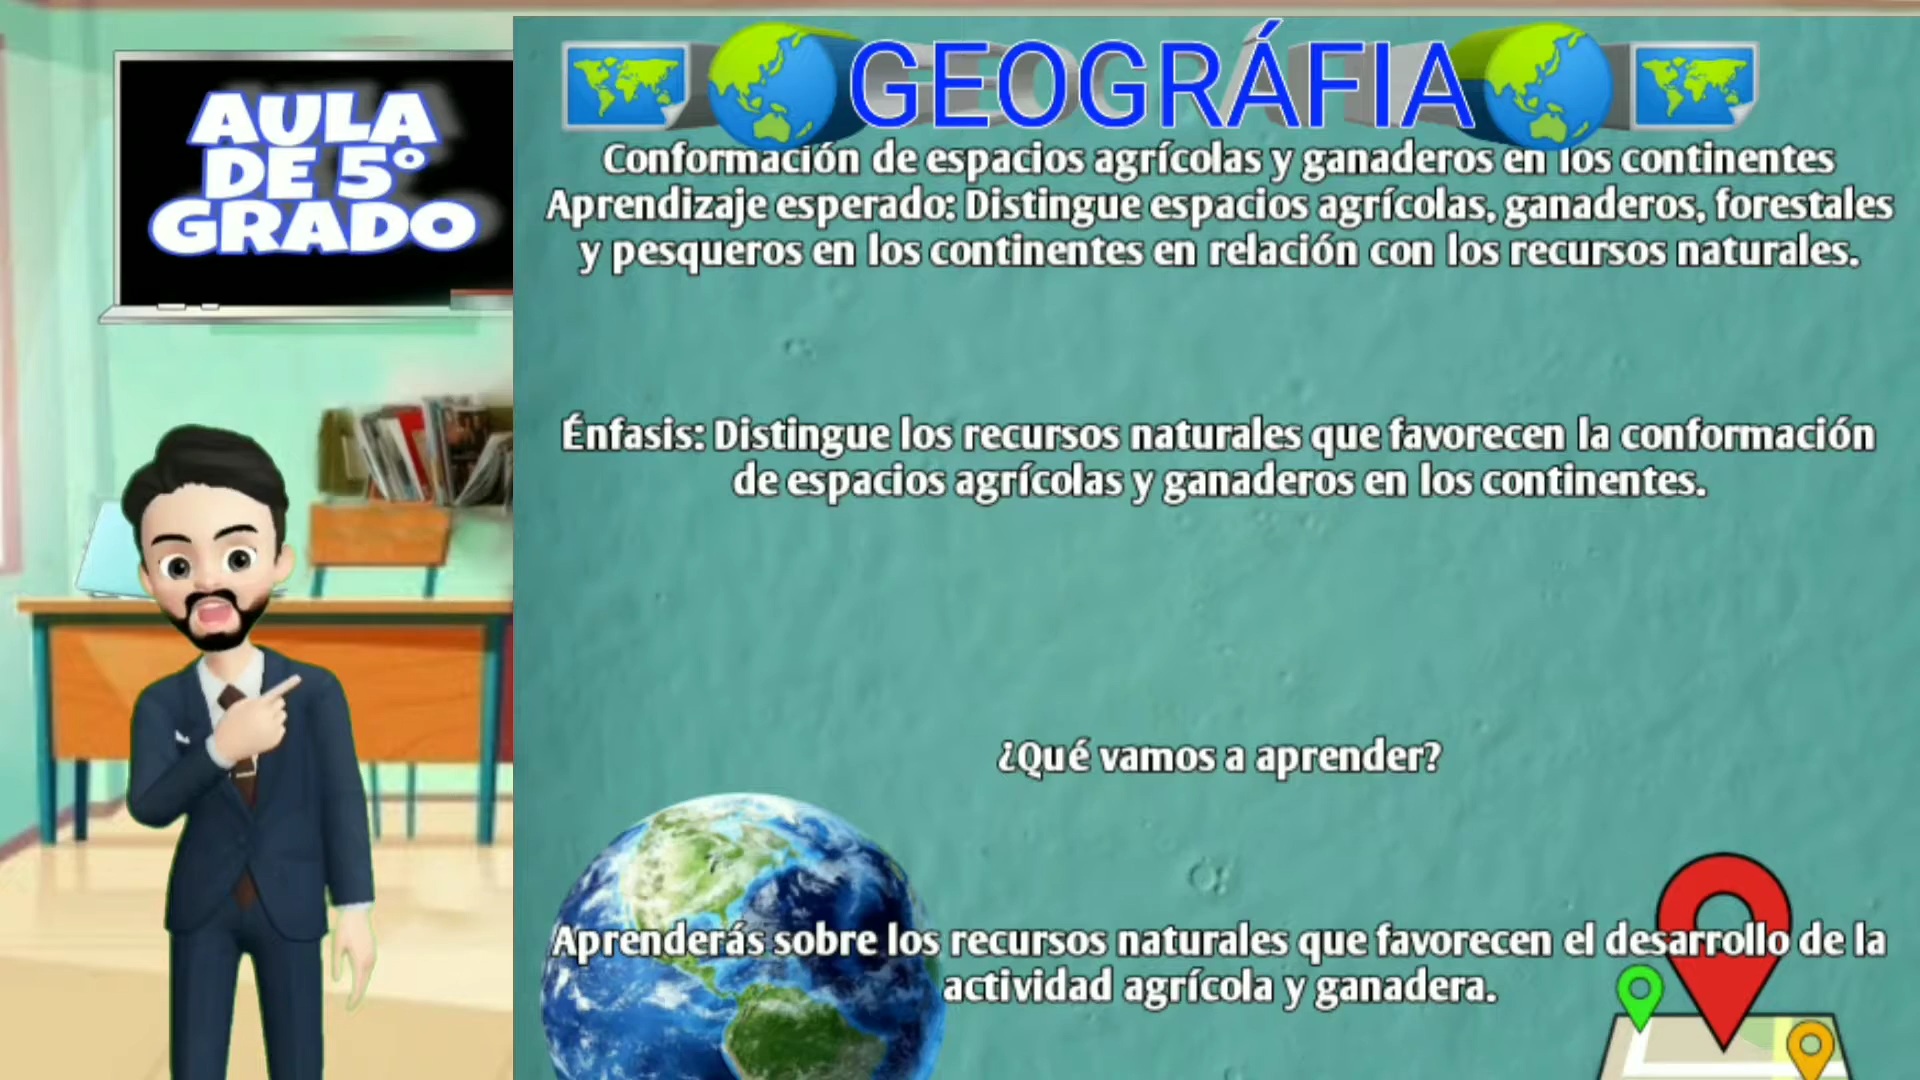 AULA
DE 5º
GRADO
GEOGRÁFIA
Conformación de espacios agrícolas y ganaderos en los continentes
Aprendizaje esperado: Distingue espacios agrícolas, ganaderos, forestales
y pesqueros en los continentes en relación con los recursos naturales.
Énfasis: Distingue los recursos naturales que favorecen la conformación
de espacios agrícolas y ganaderos en los continentes.
¿Qué vamos a aprender?
Aprenderás sobre los recursos naturales que favorecen el desarrollo de la
actividad agrícola y ganadera.